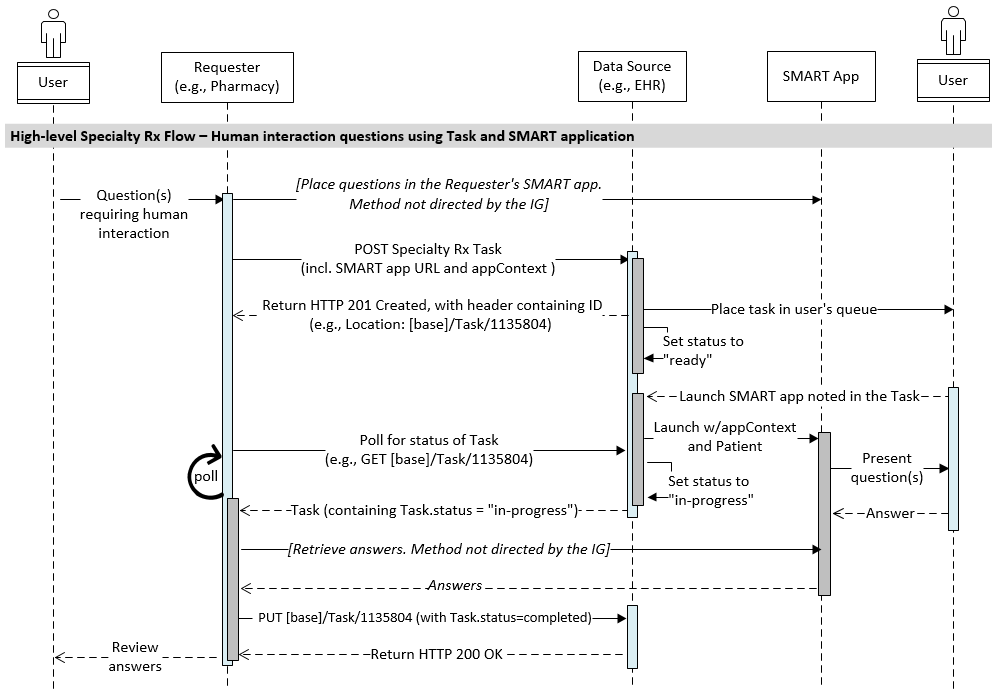 User
Requester
(e.g., Pharmacy)
Data Source
(e.g., EHR)
SMART App
User
High-level Specialty Rx Flow – Human interaction questions using Task and SMART application
Question(s)
requiring human
interaction
[Place questions in the Requester's SMART app.
Method not directed by the IG]
POST Specialty Rx Task
(incl. SMART app URL and appContext )
Return HTTP 201 Created, with header containing ID
(e.g., Location: [base]/Task/1135804)
Place task in user's queue
Set status to
"ready"
Launch SMART app noted in the Task
Launch w/appContext
and Patient
Poll for status of Task
(e.g., GET [base]/Task/1135804)
poll
Present
question(s)
Set status to
"in-progress"
Task (containing Task.status = "in-progress")
Answer
[Retrieve answers. Method not directed by the IG]
Answers
PUT [base]/Task/1135804 (with Task.status=completed)
Return HTTP 200 OK
Review
answers